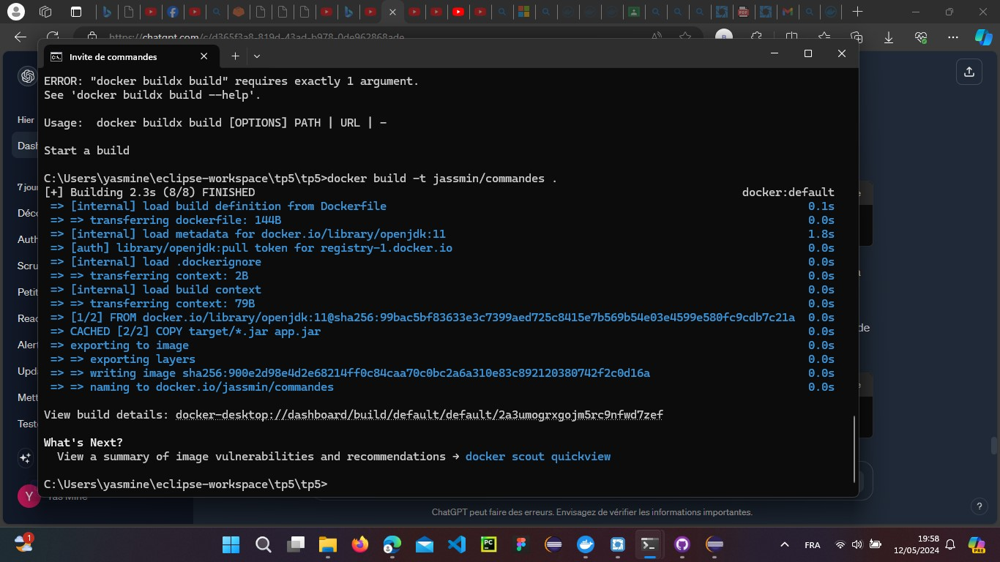 https://chatgpt.com/c/d365f3a8-819d-43ad-b978-0de962868ade
Invite de commandes
ERROR: "docker buildx build" requires exactly 1 argument.
See 'docker buildx build --help'.
Usage:  docker buildx build [OPTIONS] PATH | URL | -
Start a build
C:\Users\yasmine\eclipse-workspace\tp5\tp5>docker build -t jassmin/commandes .
[+] Building 2.3s (8/8) FINISHED docker:default
=> [internal] load build definition from Dockerfile 0.1s
=> => transferring dockerfile: 144B 0.0s
=> [internal] load metadata for docker.io/library/openjdk:11 1.8s
=> [auth] library/openjdk:pull token for registry-1.docker.io 0.0s
=> [internal] load .dockerignore 0.0s
=> => transferring context: 2B 0.0s
=> [internal] load build context 0.0s
=> => transferring context: 79B 0.0s
=> [1/2] FROM docker.io/library/openjdk:11@sha256:99bac5bf83633e3c7399aed725c8415e7b569b54e03e4599e580fc9cdb7c21a 0.0s
=> CACHED [2/2] COPY target/*.jar app.jar 0.0s
=> exporting to image 0.0s
=> => exporting layers 0.0s
=> => writing image sha256:900e2d98e4d2e68214ff0c84caa70c0bc2a6a310e83c892120380742f2c0d16a 0.0s
=> => naming to docker.io/jassmin/commandes 0.0s
View build details: docker-desktop://dashboard/build/default/default/2a3umogrxgojm5rc9nfwd7zef
What's Next?
View a summary of image vulnerabilities and recommendations → docker scout quickview
C:\Users\yasmine\eclipse-workspace\tp5\tp5>
Hier
Dash
7 jour
Déco
Auth
Scru
Petit
Read
Alert
Upd
Mett
Teste
Y
Yas Mine
de
ChatGPT peut faire des erreurs. Envisagez de vérifier les informations importantes.
?
1
FRA
19:58
12/05/2024
PRE